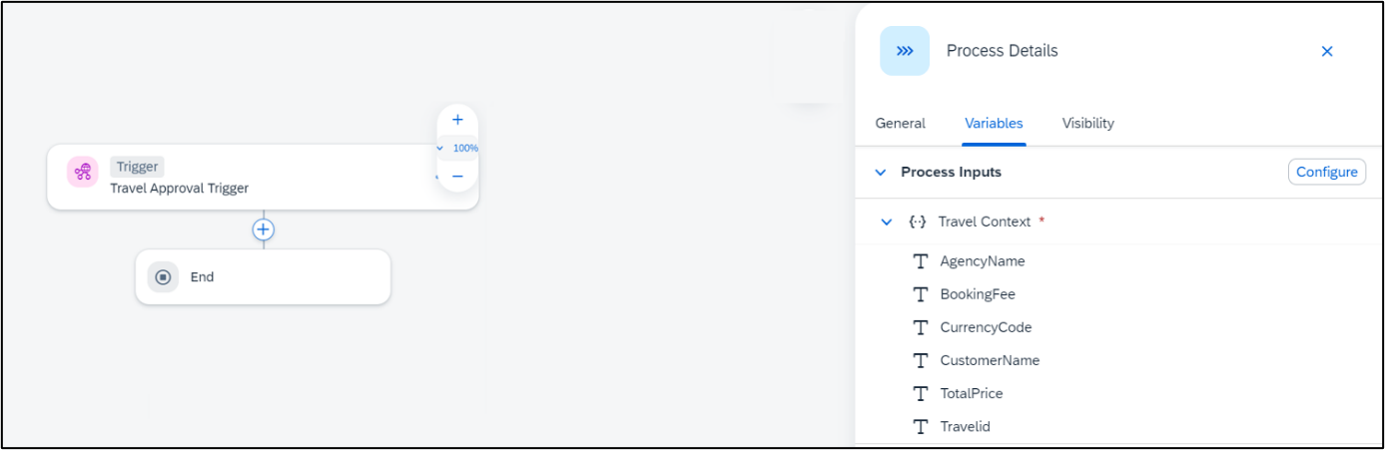 Trigger
Travel Approval Trigger
+
100%
−
+
End
Process Details
General Variables Visibility
Process Inputs Configure
{··} Travel Context *
AgencyName
BookingFee
CurrencyCode
CustomerName
TotalPrice
Travelid